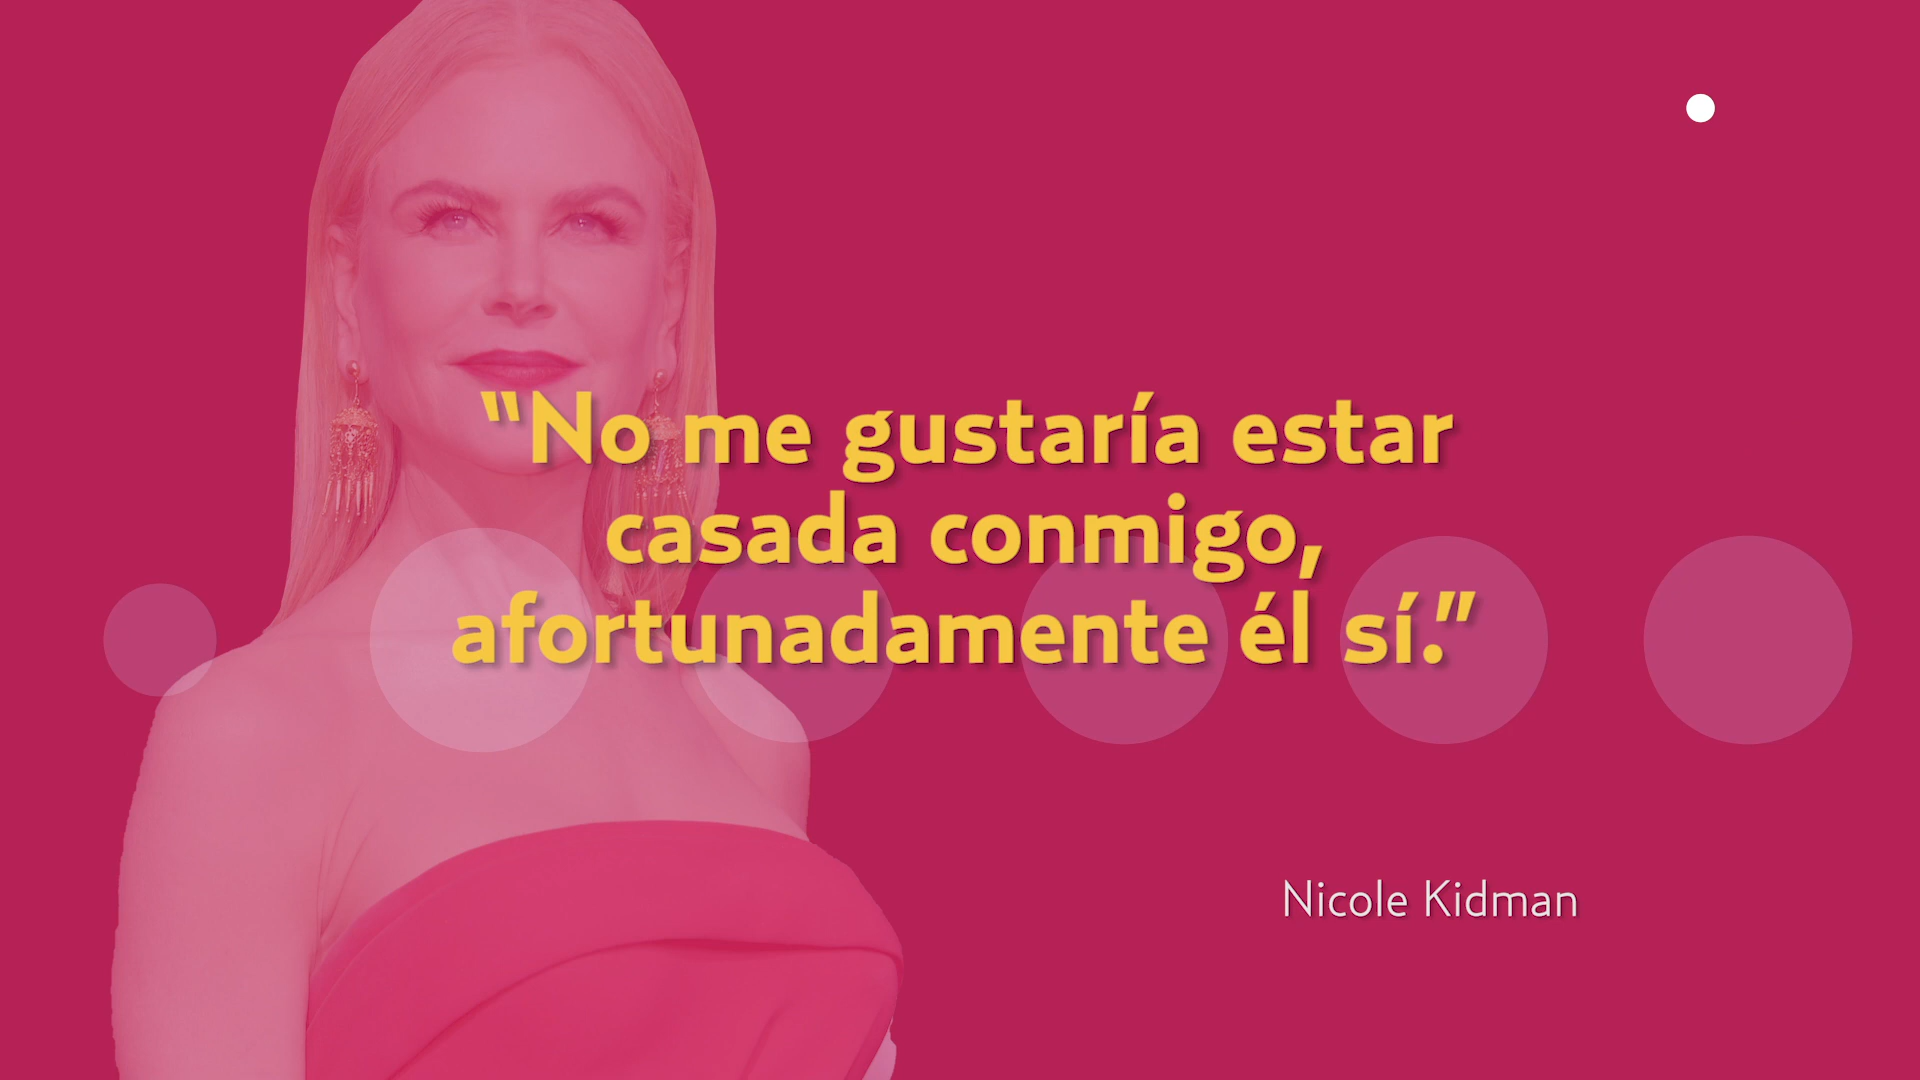 “No me gustaría estar
casada conmigo,
afortunadamente él sí.”
Nicole Kidman